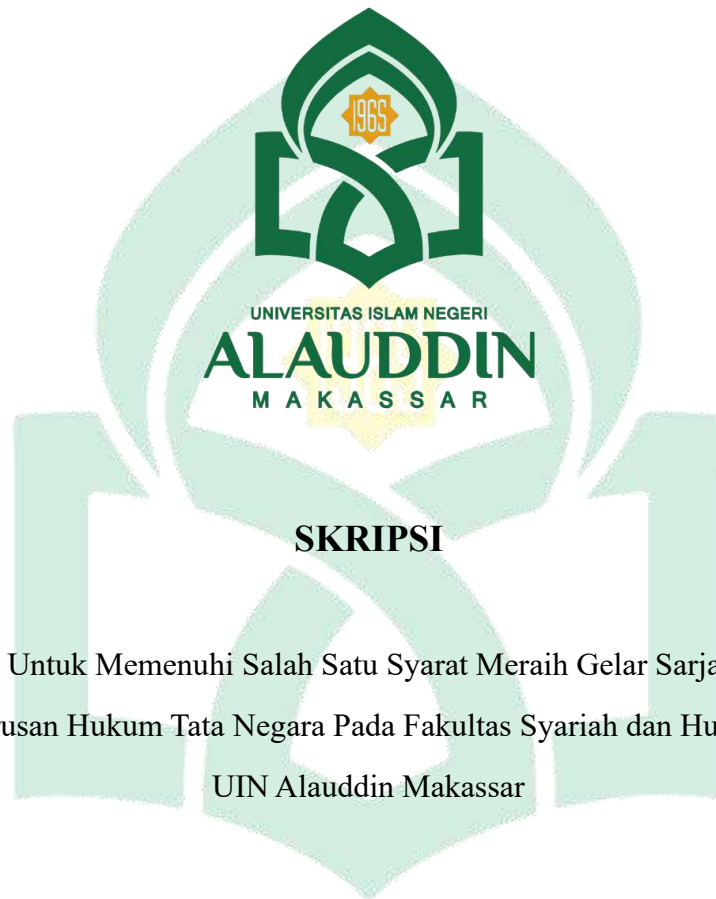 1965
UNIVERSITAS ISLAM NEGERI
ALAUDDIN
MAKASSAR
SKRIPSI
Untuk Memenuhi Salah Satu Syarat Meraih Gelar
Hukum Tata Negara Pada Fakultas Syariah dan
UIN Alauddin Makassar